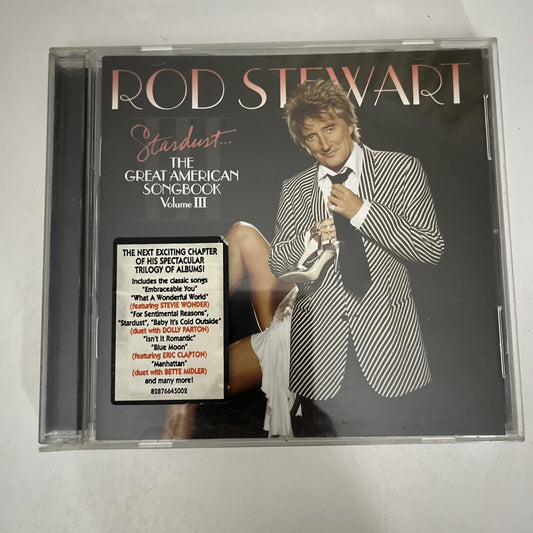 ROD STEWART
Stardust...
THE
GREAT AMERICAN
SONGBOOK
Volume III
THE NEXT EXCITING CHAPTER
OF HIS SPECTACULAR
TRILOGY OF ALBUMS!
Includes the classic songs
"Embraceable You"
"What A Wonderful World"
(featuring STEVIE WONDER)
"For Sentimental Reasons",
"Stardust", "Baby It's Cold Outside"
(duet with DOLLY PARTON)
"Isn't It Romantic"
"Blue Moon"
(featuring ERIC CLAPTON)
"Manhattan"
(duet with BETTE MIDLER)
and many more!
82876645002